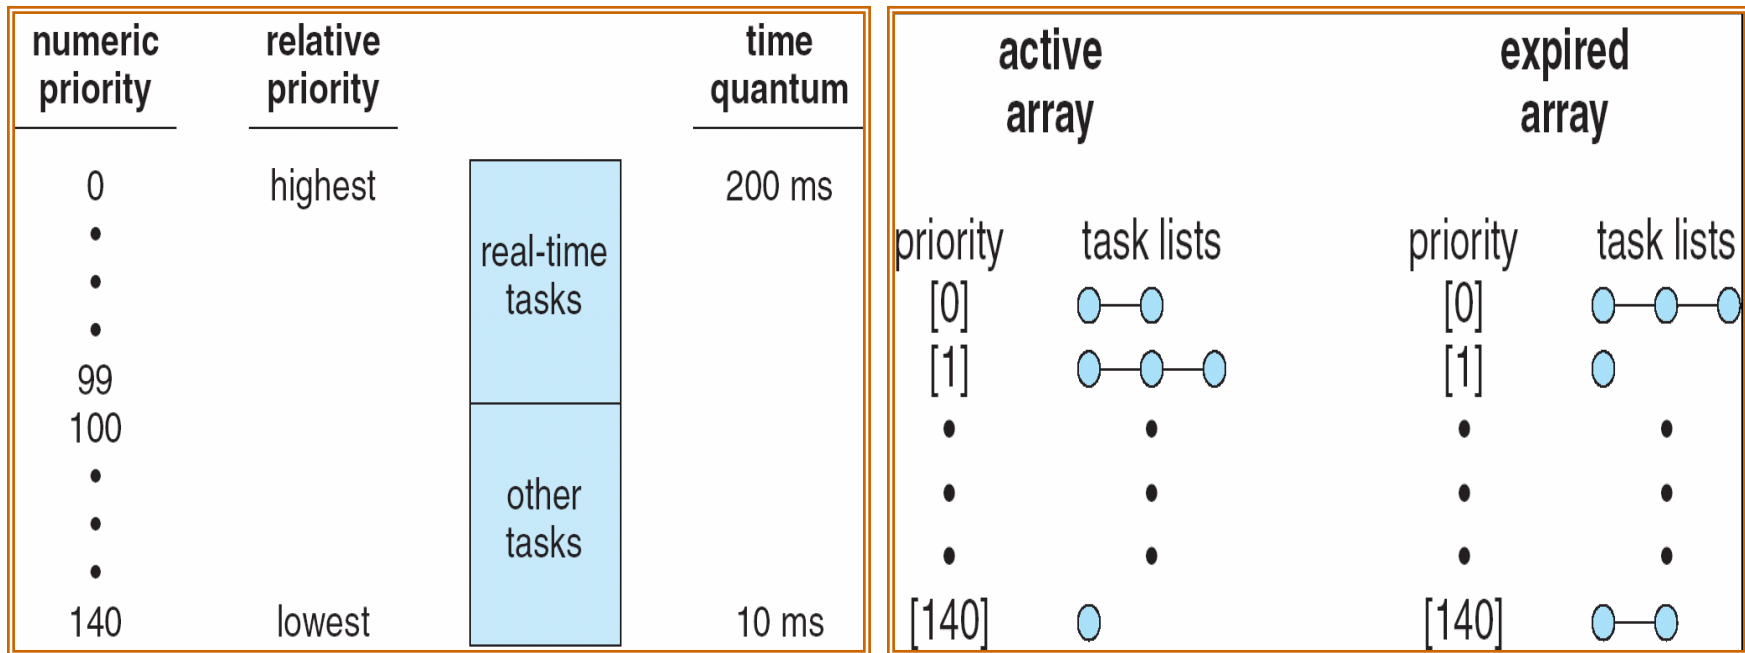 numeric
priority
relative
priority
time
quantum
0 highest 200 ms
real-time
tasks
99
100
other
tasks
140 lowest 10 ms
active
array
expired
array
priority task lists priority task lists
[0] [0]
[1] [1]
[140] [140]